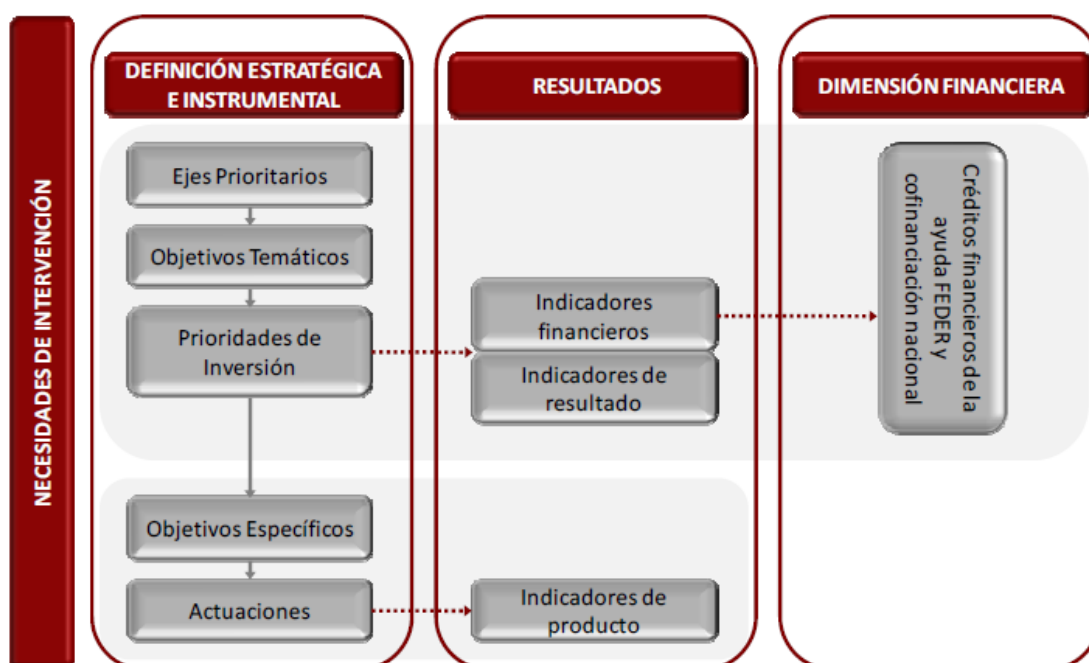 NECESIDADES DE INTERVENCIÓN
DEFINICIÓN ESTRATÉGICA
E INSTRUMENTAL
Ejes Prioritarios
Objetivos Temáticos
Prioridades de
Inversión
Objetivos Específicos
Actuaciones
RESULTADOS
Indicadores
financieros
Indicadores de
resultado
Indicadores de
producto
DIMENSIÓN FINANCIERA
Créditos financieros de la
ayuda FEDER y
cofinanciación nacional